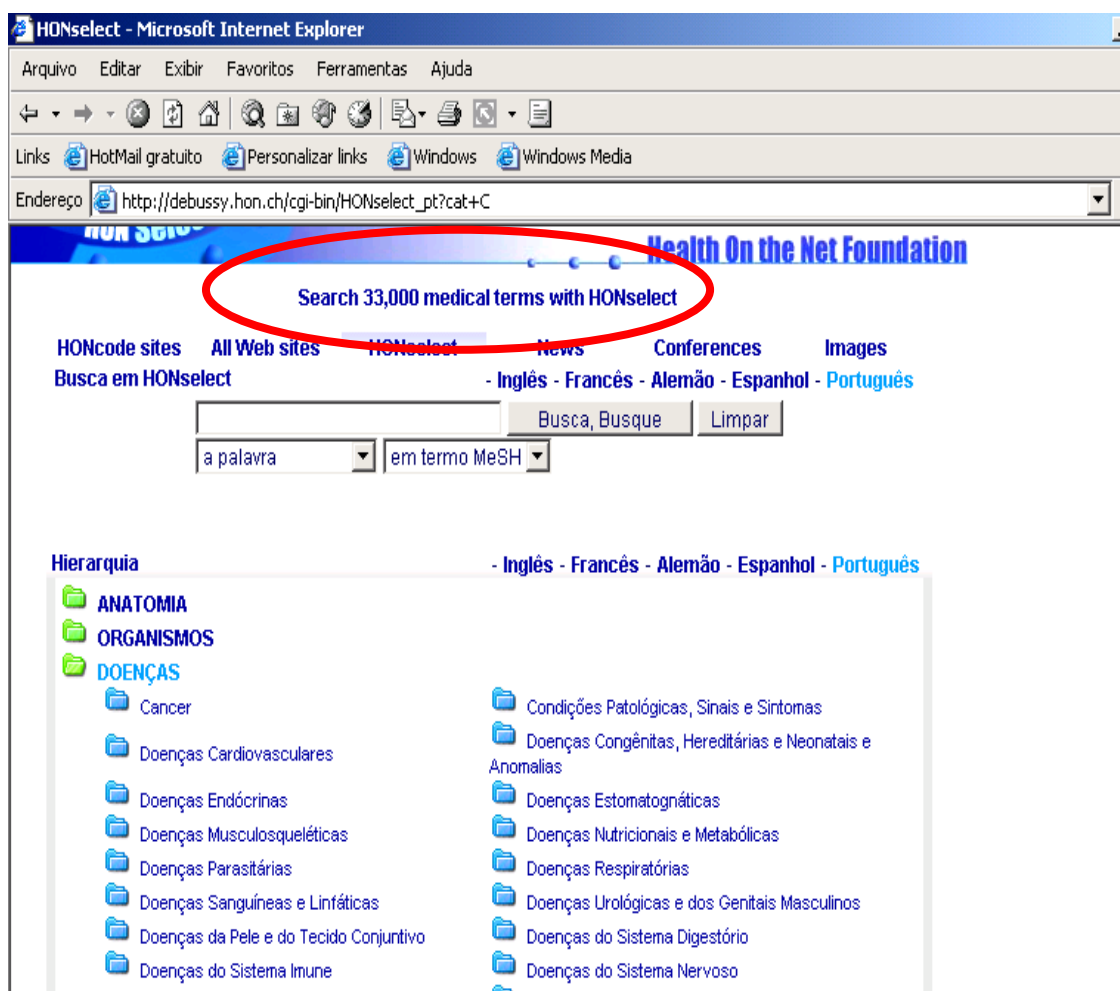 HONselect - Microsoft Internet Explorer
Arquivo Editar Exibir Favoritos Ferramentas Ajuda
Links HotMail gratuito Personalizar links Windows Windows Media
Endereço http://debussy.hon.ch/cgi-bin/HONselect_pt?cat+C
HON Select
Health On the Net Foundation
Search 33,000 medical terms with HONselect
HONcode sites All Web sites HONselect News Conferences Images
Busca em HONselect - Inglês - Francês - Alemão - Espanhol - Português
Busca, Busque Limpar
a palavra em termo MeSH
Hierarquia - Inglês - Francês - Alemão - Espanhol - Português
ANATOMIA
ORGANISMOS
DOENÇAS
Cancer Condições Patológicas, Sinais e Sintomas
Doenças Cardiovasculares Doenças Congênitas, Hereditárias e Neonatais e
Anomalias
Doenças Endócrinas Doenças Estomatognáticas
Doenças Musculosqueléticas Doenças Nutricionais e Metabólicas
Doenças Parasitárias Doenças Respiratórias
Doenças Sanguíneas e Linfáticas Doenças Urológicas e dos Genitais Masculinos
Doenças da Pele e do Tecido Conjuntivo Doenças do Sistema Digestório
Doenças do Sistema Imune Doenças do Sistema Nervoso